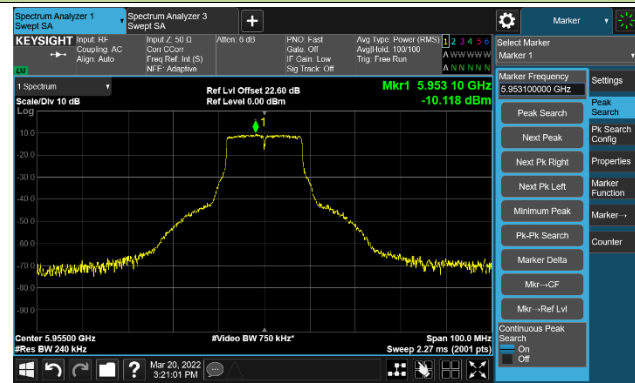 Spectrum Analyzer 1
Swept SA
Spectrum Analyzer 3
Swept SA
+
Marker
KEYSIGHT
Input: RF
Coupling: AC
Align: Auto
Input Z: 50 Ω
Corr CCorr
Freq Ref: Int (S)
NFE: Adaptive
Atten: 6 dB
PNO: Fast
Gate: Off
IF Gain: Low
Sig Track: Off
Avg Type: Power (RMS)
Avg|Hold: 100/100
Trig: Free Run
1 2 3 4 5 6
A W W W W W
A N N N N N
LXI
Select Marker
Marker 1
1 Spectrum
Scale/Div 10 dB
Log
Ref Lvl Offset 22.60 dB
Ref Level 0.00 dBm
Mkr1 5.953 10 GHz
-10.118 dBm
1
-10.0
-20.0
-30.0
-40.0
-50.0
-60.0
-70.0
-80.0
-90.0
Center 5.95500 GHz
#Res BW 240 kHz
#Video BW 750 kHz*
Span 100.0 MHz
Sweep 2.27 ms (2001 pts)
Marker Frequency
5.953100000 GHz
Peak Search
Next Peak
Next Pk Right
Next Pk Left
Minimum Peak
Pk-Pk Search
Marker Delta
Mkr→CF
Mkr→Ref Lvl
Continuous Peak
Search
On
Off
Settings
Peak
Search
Pk Search
Config
Properties
Marker
Function
Marker→
Counter
?
Mar 20, 2022
3:21:01 PM